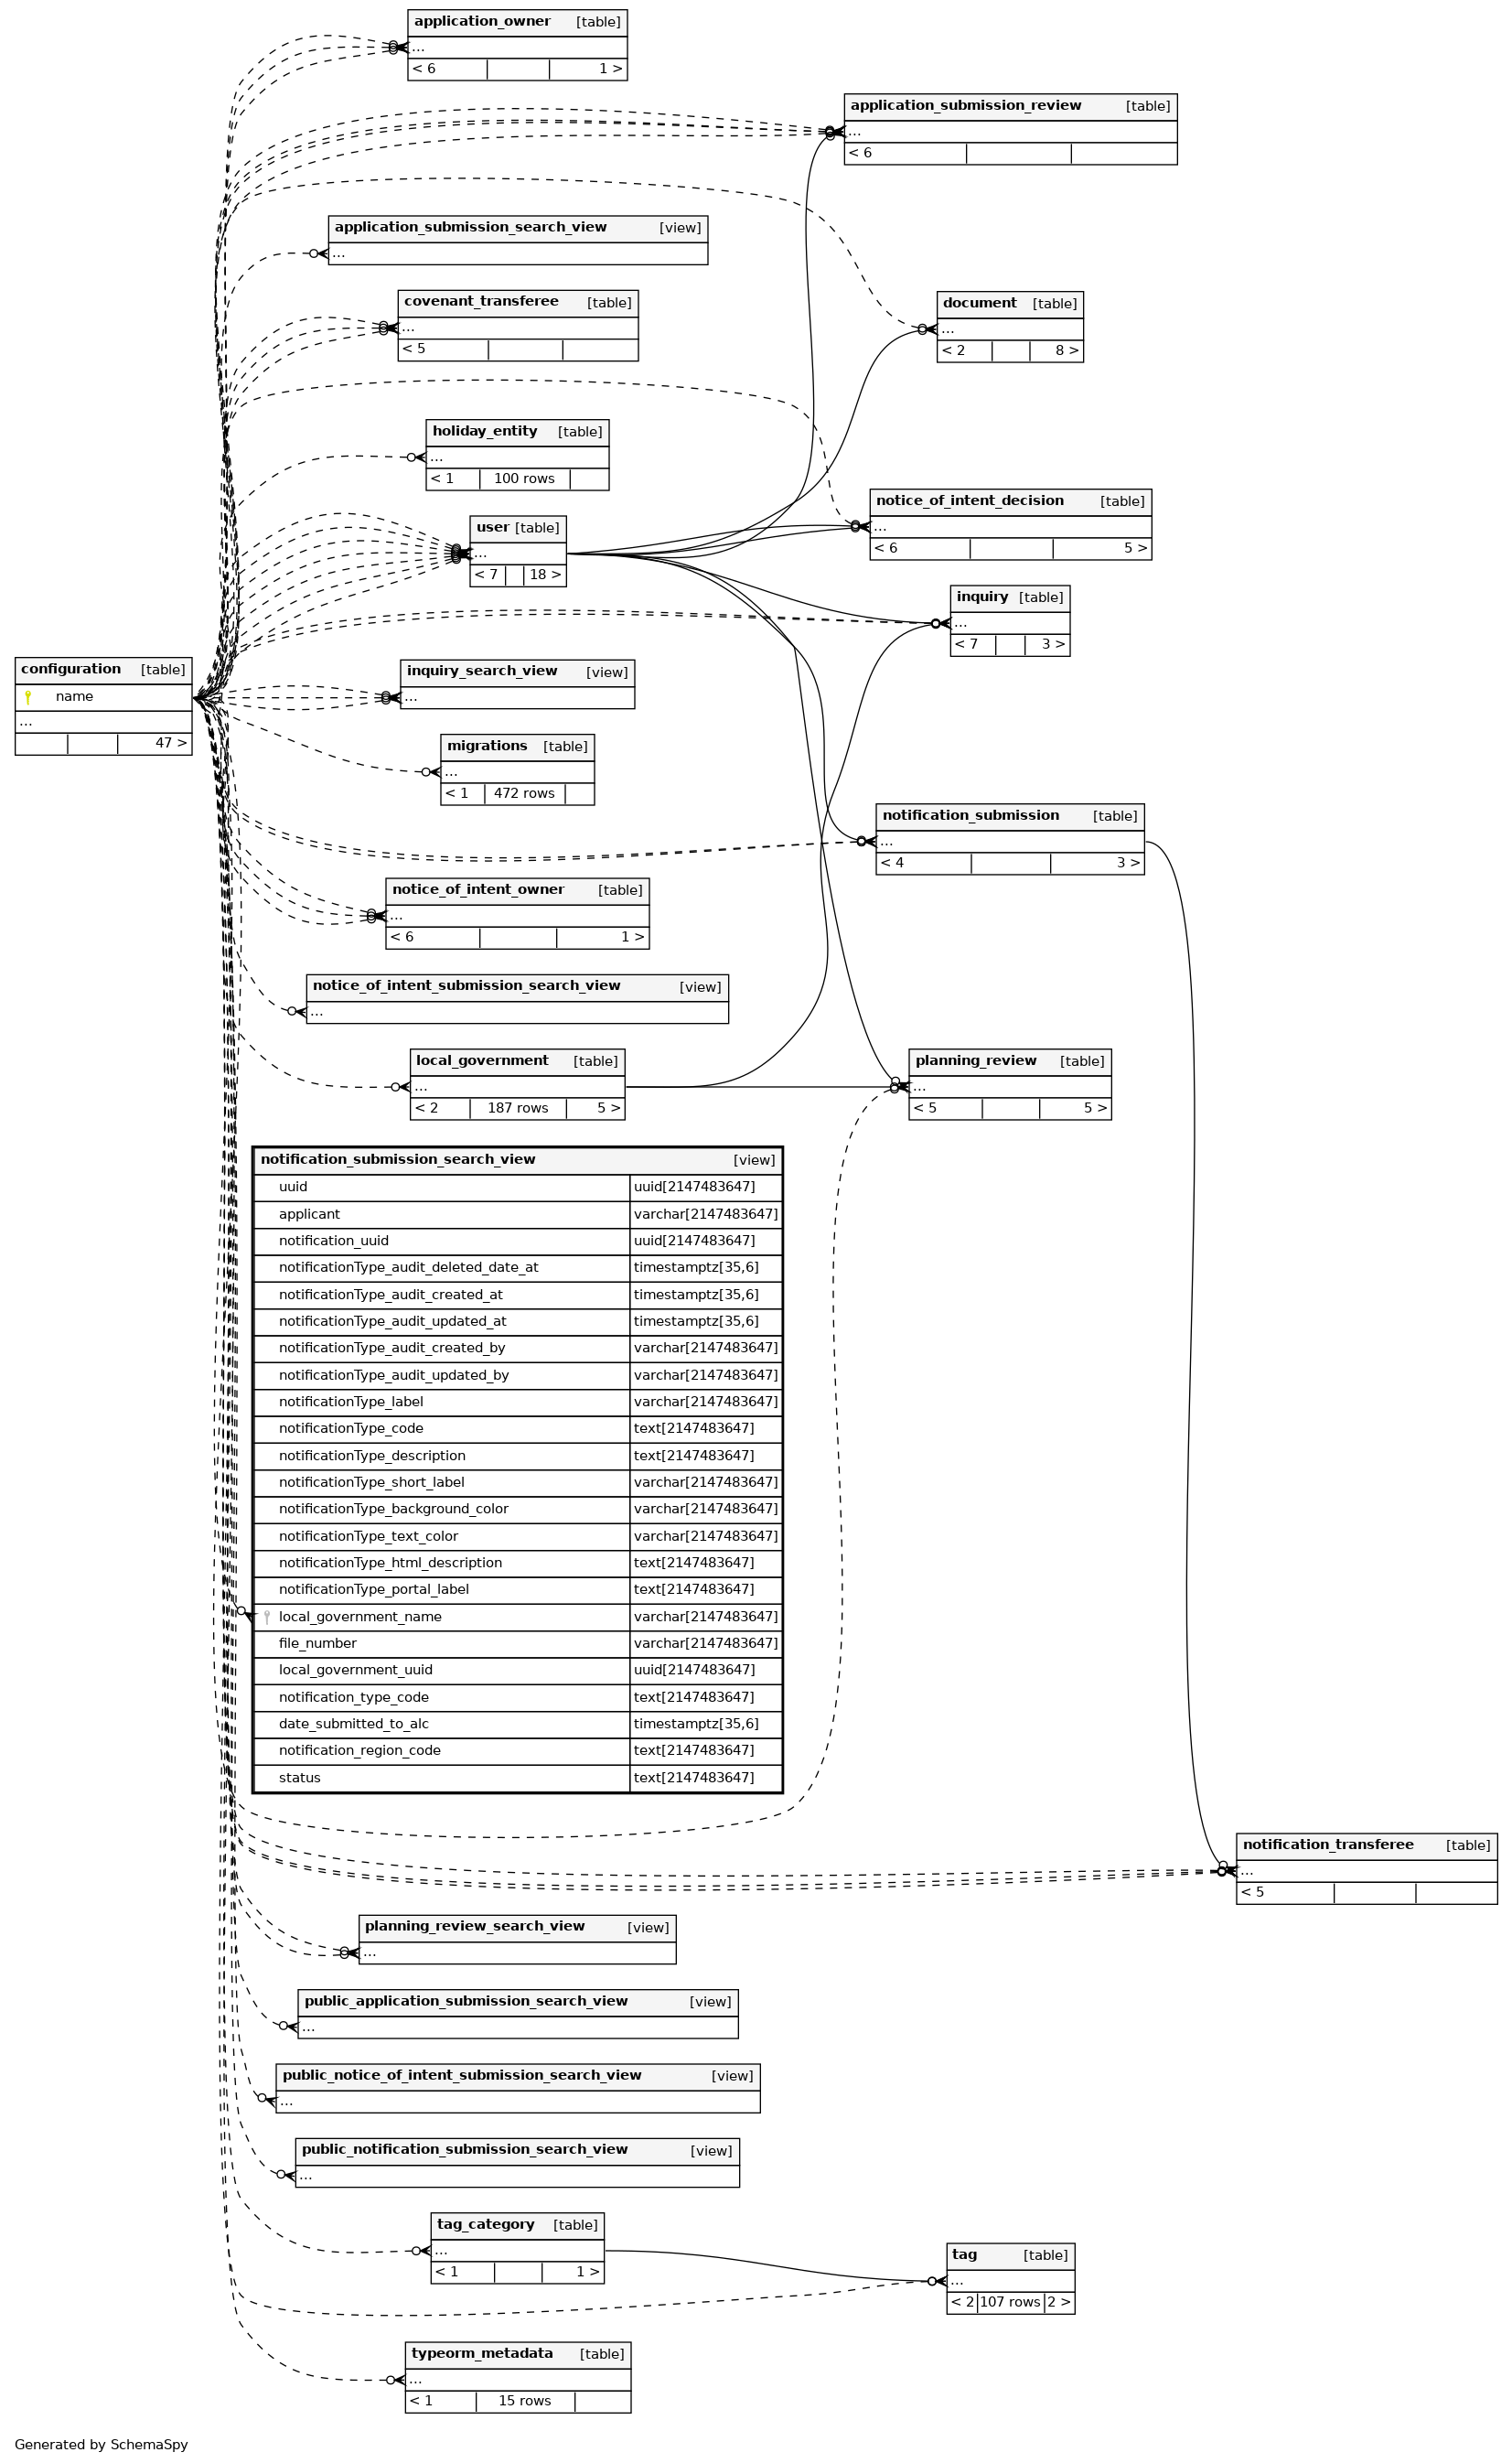 application_owner [table]
...
< 6 1 >
application_submission_review [table]
...
< 6
application_submission_search_view [view]
...
covenant_transferee [table]
...
< 5
document [table]
...
< 2 8 >
holiday_entity [table]
...
< 1 100 rows
notice_of_intent_decision [table]
...
< 6 5 >
user [table]
...
< 7 18 >
inquiry [table]
...
< 7 3 >
configuration [table]
name
...
47 >
inquiry_search_view [view]
...
migrations [table]
...
< 1 472 rows
notification_submission [table]
...
< 4 3 >
notice_of_intent_owner [table]
...
< 6 1 >
notice_of_intent_submission_search_view [view]
...
local_government [table]
...
< 2 187 rows 5 >
planning_review [table]
...
< 5 5 >
notification_submission_search_view [view]
uuid uuid[2147483647]
applicant varchar[2147483647]
notification_uuid uuid[2147483647]
notificationType_audit_deleted_date_at timestamptz[35,6]
notificationType_audit_created_at timestamptz[35,6]
notificationType_audit_updated_at timestamptz[35,6]
notificationType_audit_created_by varchar[2147483647]
notificationType_audit_updated_by varchar[2147483647]
notificationType_label varchar[2147483647]
notificationType_code text[2147483647]
notificationType_description text[2147483647]
notificationType_short_label varchar[2147483647]
notificationType_background_color varchar[2147483647]
notificationType_text_color varchar[2147483647]
notificationType_html_description text[2147483647]
notificationType_portal_label text[2147483647]
local_government_name varchar[2147483647]
file_number varchar[2147483647]
local_government_uuid uuid[2147483647]
notification_type_code text[2147483647]
date_submitted_to_alc timestamptz[35,6]
notification_region_code text[2147483647]
status text[2147483647]
notification_transferee [table]
...
< 5
planning_review_search_view [view]
...
public_application_submission_search_view [view]
...
public_notice_of_intent_submission_search_view [view]
...
public_notification_submission_search_view [view]
...
tag_category [table]
...
< 1 1 >
tag [table]
...
< 2 107 rows 2 >
typeorm_metadata [table]
...
< 1 15 rows
Generated by SchemaSpy